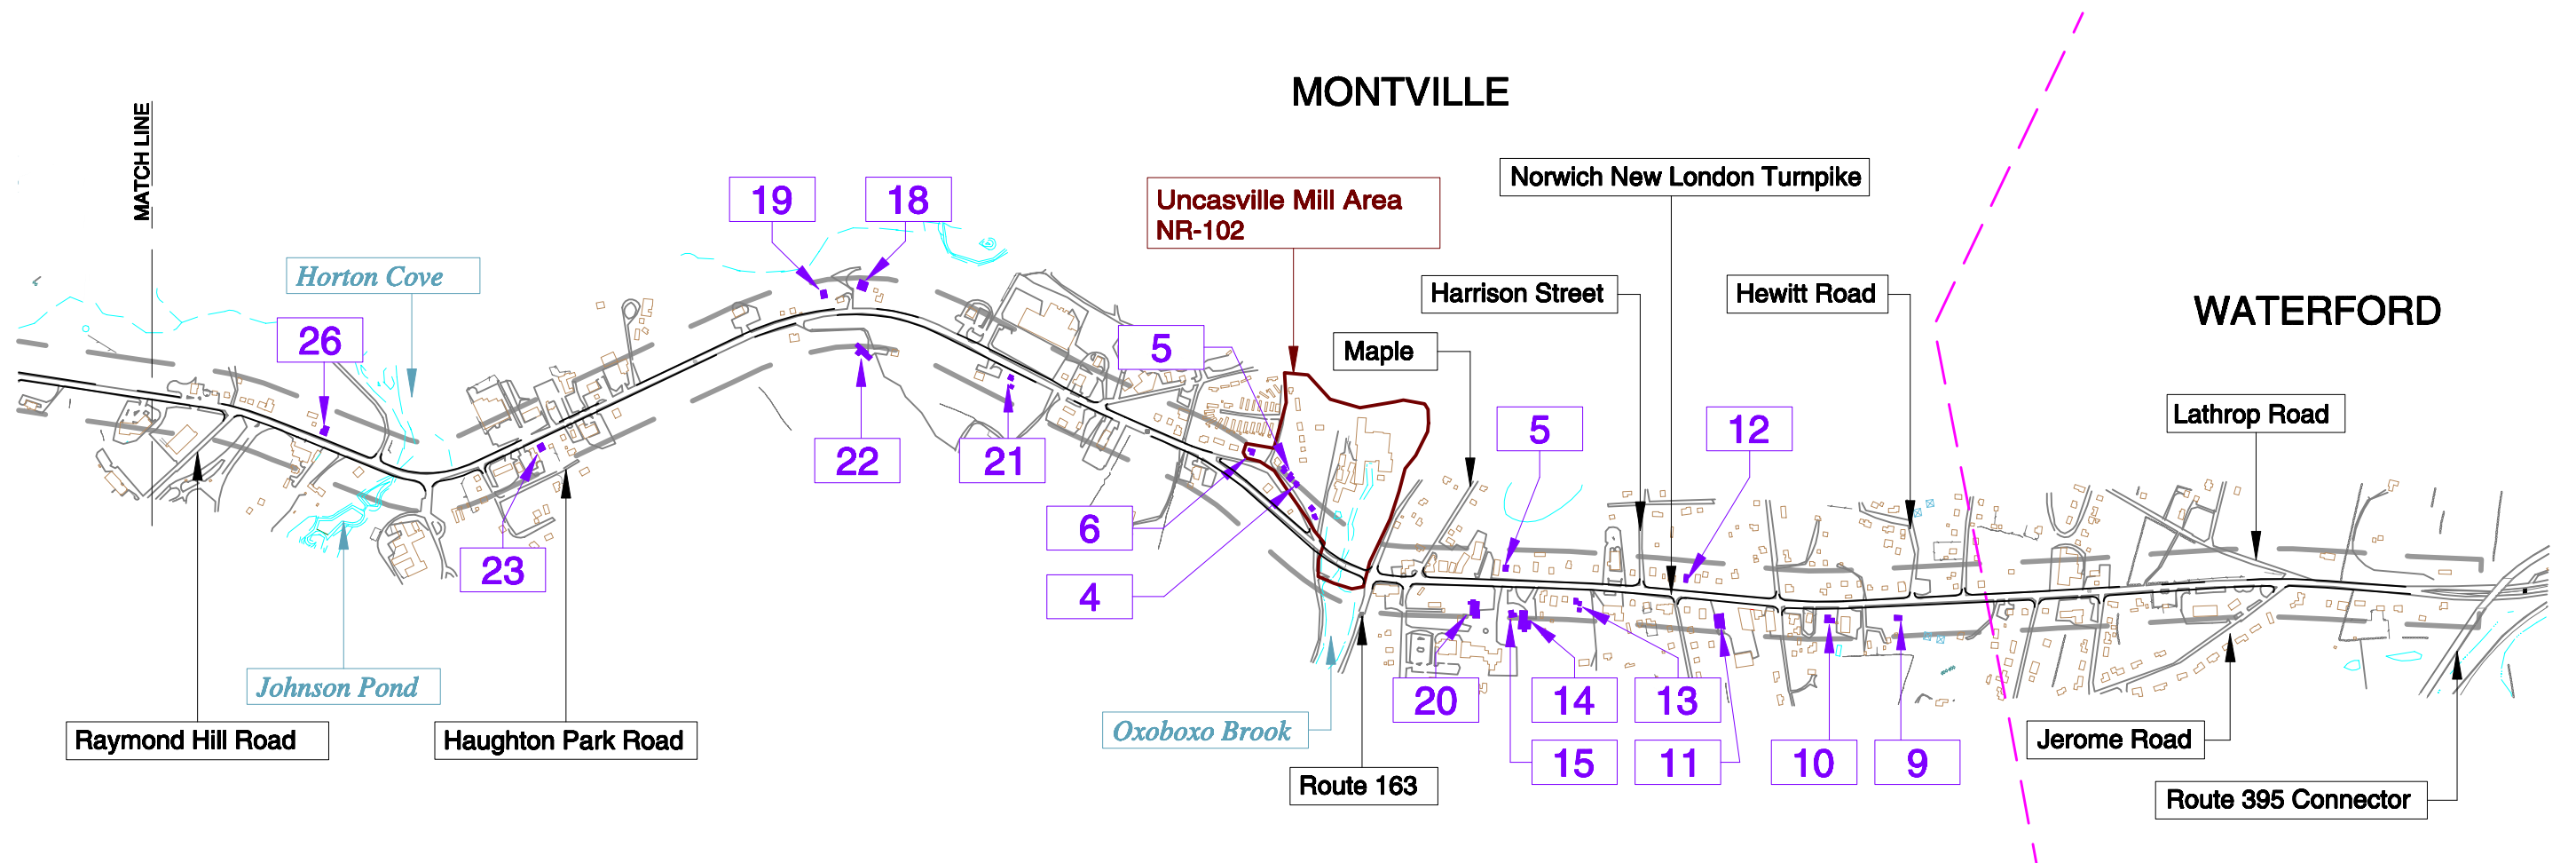 MONTVILLE
MATCH LINE
Norwich New London Turnpike
19
18
Uncasville Mill Area
NR-102
Horton Cove
Harrison Street
Hewitt Road
WATERFORD
26
5
Maple
Lathrop Road
22
21
5
12
6
23
4
Johnson Pond
20
14
13
Raymond Hill Road
Haughton Park Road
Oxoboxo Brook
Jerome Road
15
11
10
9
Route 163
Route 395 Connector